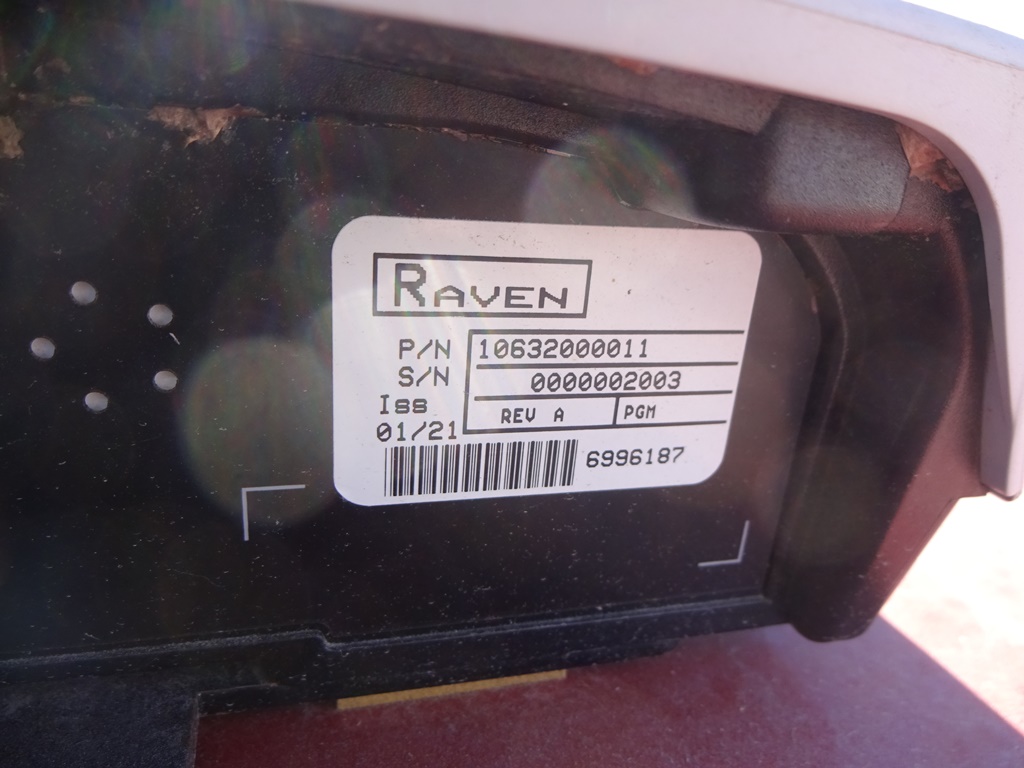 RAVEN
P/N 10632000011
S/N 0000002003
Iss
01/21
REV A PGM
6996187